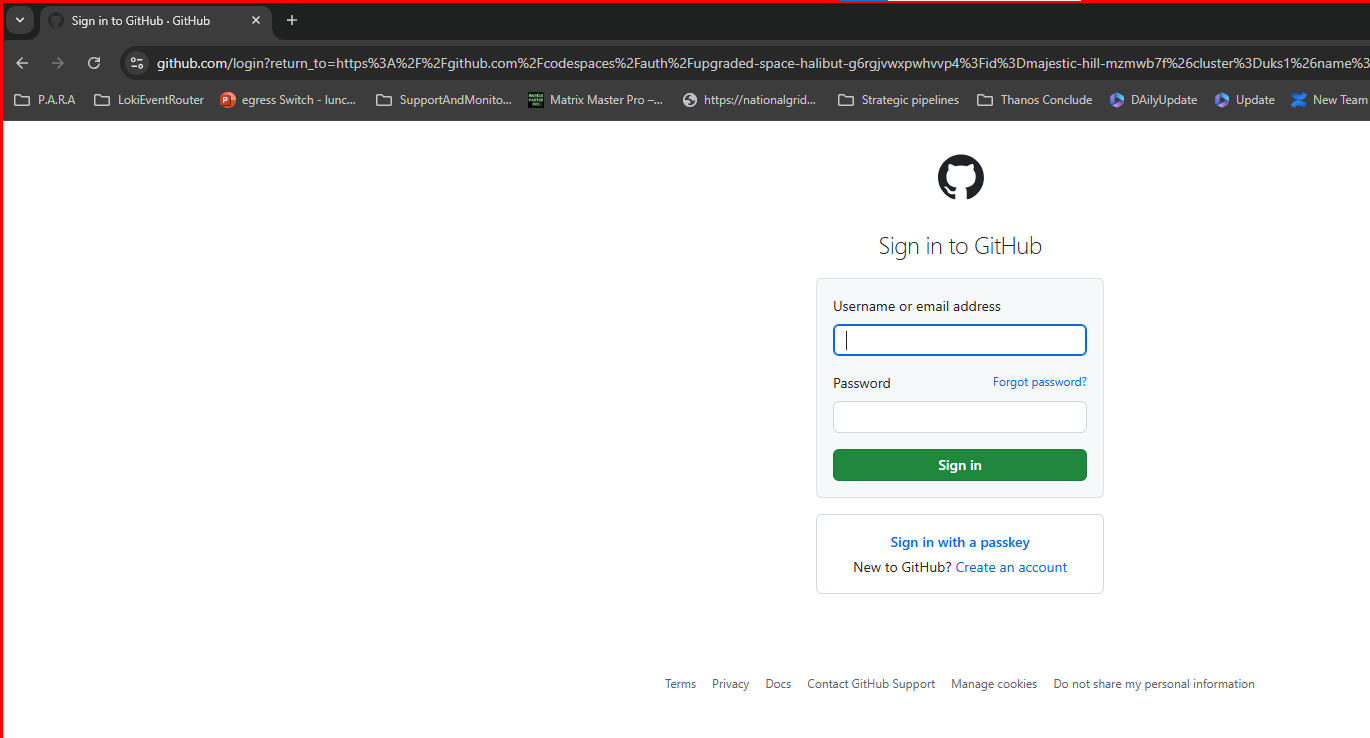 Sign in to GitHub · GitHub
github.com/login?return_to=https%3A%2F%2Fgithub.com%2Fcodespaces%2Fauth%2Fupgraded-space-halibut-g6rgjvwxpwhvvp4%3Fid%3Dmajestic-hill-mzmwb7f%26cluster%3Duks1%26name%3
P.A.R.A LokiEventRouter egress Switch - lunc... SupportAndMonito... Matrix Master Pro –... https://nationalgrid... Strategic pipelines Thanos Conclude DAilyUpdate Update New Team
Sign in to GitHub
Username or email address
Password Forgot password?
Sign in
Sign in with a passkey
New to GitHub? Create an account
Terms Privacy Docs Contact GitHub Support Manage cookies Do not share my personal information